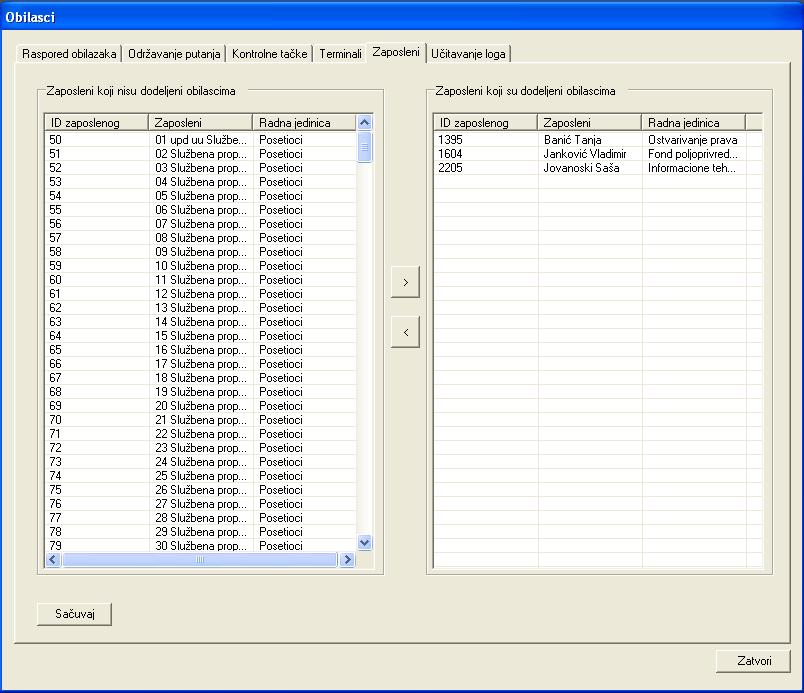 Obilasci
Raspored obilazaka Održavanje putanja Kontrolne tačke Terminali Zaposleni Učitavanje loga
Zaposleni koji nisu dodeljeni obilascima
ID zaposlenog Zaposleni Radna jedinica
50 01 upd uu Službe... Posetioci
51 02 Službena prop... Posetioci
52 03 Službena prop... Posetioci
53 04 Službena prop... Posetioci
54 05 Službena prop... Posetioci
55 06 Službena prop... Posetioci
56 07 Službena prop... Posetioci
57 08 Službena prop... Posetioci
58 09 Službena prop... Posetioci
59 10 Službena prop... Posetioci
60 11 Službena prop... Posetioci
61 12 Službena prop... Posetioci
62 13 Službena prop... Posetioci
63 14 Službena prop... Posetioci
64 15 Službena prop... Posetioci
65 16 Službena prop... Posetioci
66 17 Službena prop... Posetioci
67 18 Službena prop... Posetioci
68 19 Službena prop... Posetioci
69 20 Službena prop... Posetioci
70 21 Službena prop... Posetioci
71 22 Službena prop... Posetioci
72 23 Službena prop... Posetioci
73 24 Službena prop... Posetioci
74 25 Službena prop... Posetioci
75 26 Službena prop... Posetioci
76 27 Službena prop... Posetioci
77 28 Službena prop... Posetioci
78 29 Službena prop... Posetioci
79 30 Službena prop... Posetioci
>
<
Zaposleni koji su dodeljeni obilascima
ID zaposlenog Zaposleni Radna jedinica
1395 Banić Tanja Ostvarivanje prava
1604 Janković Vladimir Fond poljoprivred...
2205 Jovanoski Saša Informacione teh...
Sačuvaj
Zatvori